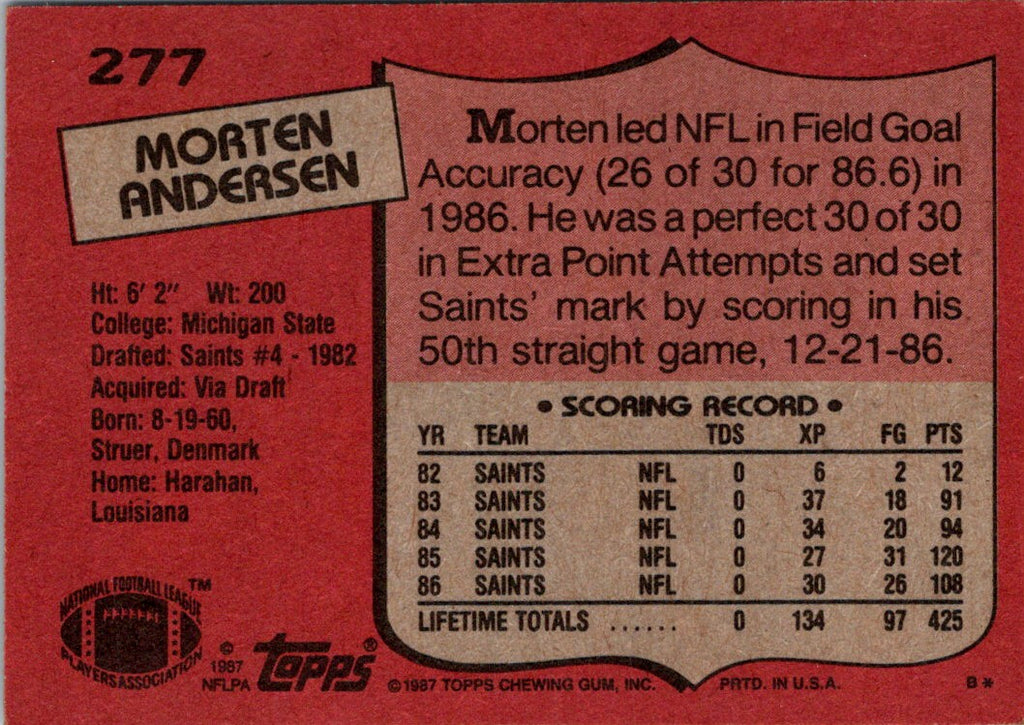 277
MORTEN
ANDERSEN
Ht: 6' 2" Wt: 200
College: Michigan State
Drafted: Saints #4 - 1982
Acquired: Via Draft
Born: 8-19-60,
Struer, Denmark
Home: Harahan,
Louisiana
Morten led NFL in Field Goal
Accuracy (26 of 30 for 86.6) in
1986. He was a perfect 30 of 30
in Extra Point Attempts and set
Saints' mark by scoring in his
50th straight game, 12-21-86.
• SCORING RECORD •
YR TEAM TDS XP FG PTS
82 SAINTS NFL 0 6 2 12
83 SAINTS NFL 0 37 18 91
84 SAINTS NFL 0 34 20 94
85 SAINTS NFL 0 27 31 120
86 SAINTS NFL 0 30 26 108
LIFETIME TOTALS ...... 0 134 97 425
NATIONAL FOOTBALL LEAGUE ™
PLAYERS ASSOCIATION
© 1987
NFLPA
TOPPS ®
© 1987 TOPPS CHEWING GUM, INC. PRTD. IN U.S.A. B*